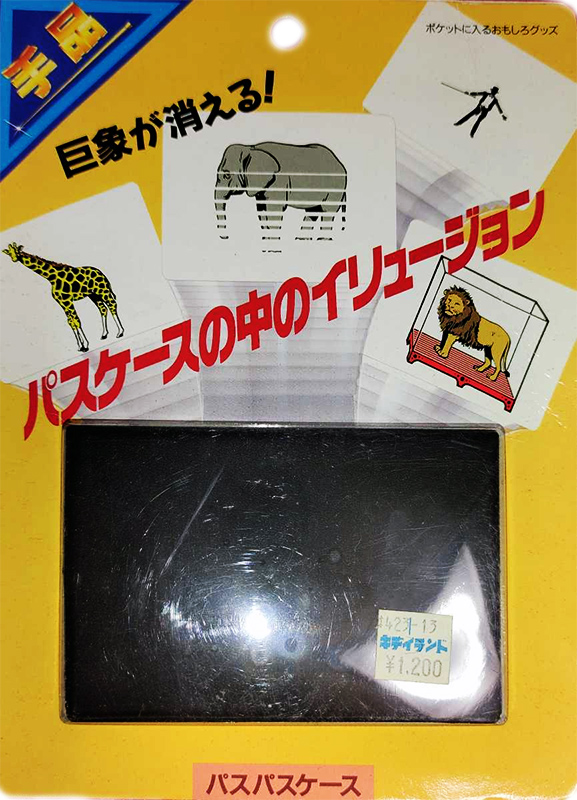 手品
ポケットに入るおもしろグッズ
巨象が消える!
パスケースの中のイリュージョン
423-13
キデイランド
¥1,200
パスパスケース